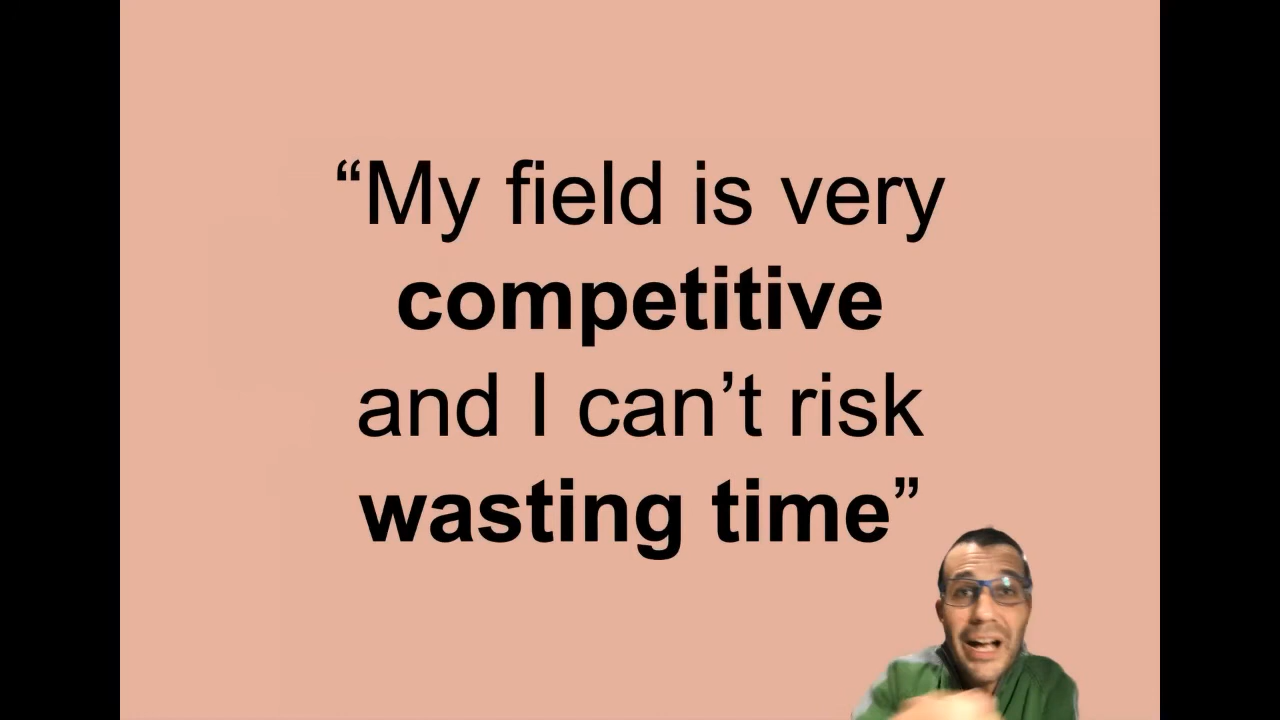 “My field is very
competitive
and I can’t risk
wasting time”